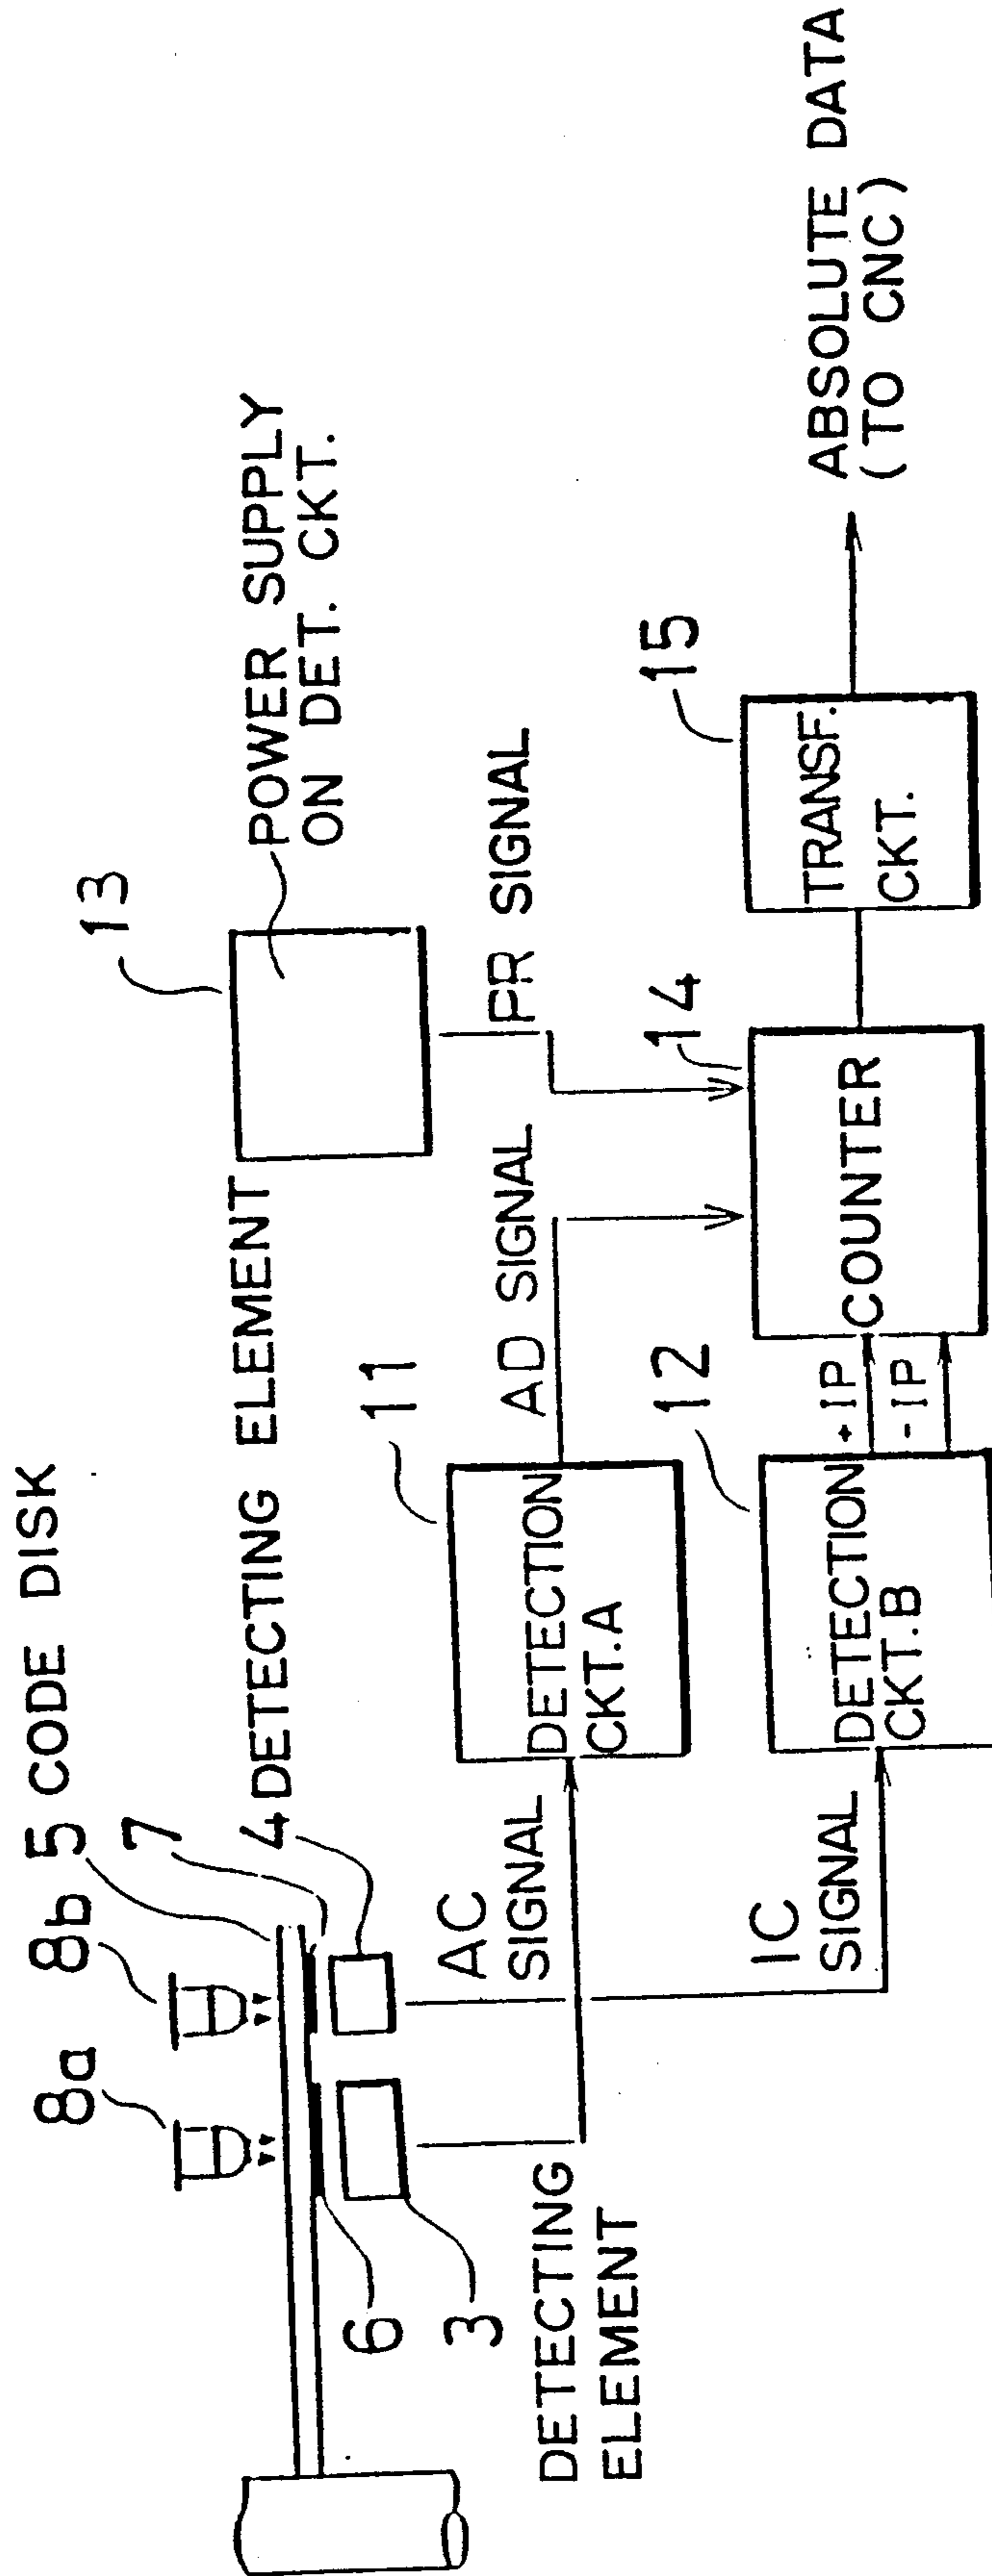 5 CODE DISK
8a
8b
7
4 DETECTING ELEMENT
13
POWER SUPPLY
ON DET. CKT.
6
3
DETECTING
ELEMENT
AC
SIGNAL
11
DETECTION
CKT.A
AD SIGNAL
PR SIGNAL
IC
SIGNAL
12
DETECTION
CKT.B
+IP
-IP
14
COUNTER
15
TRANSF.
CKT.
ABSOLUTE DATA
(TO CNC)